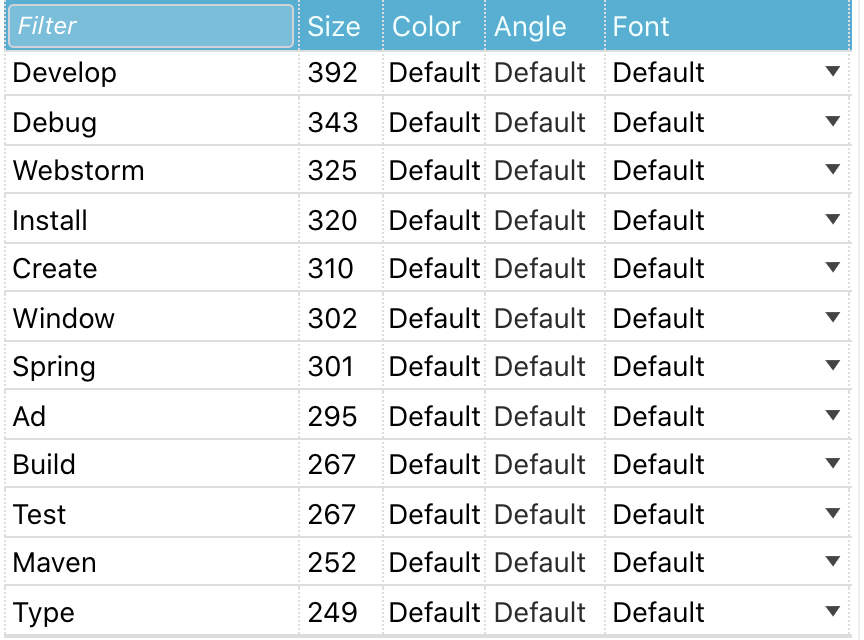 Filter Size Color Angle Font
Develop 392 Default Default Default
Debug 343 Default Default Default
Webstorm 325 Default Default Default
Install 320 Default Default Default
Create 310 Default Default Default
Window 302 Default Default Default
Spring 301 Default Default Default
Ad 295 Default Default Default
Build 267 Default Default Default
Test 267 Default Default Default
Maven 252 Default Default Default
Type 249 Default Default Default